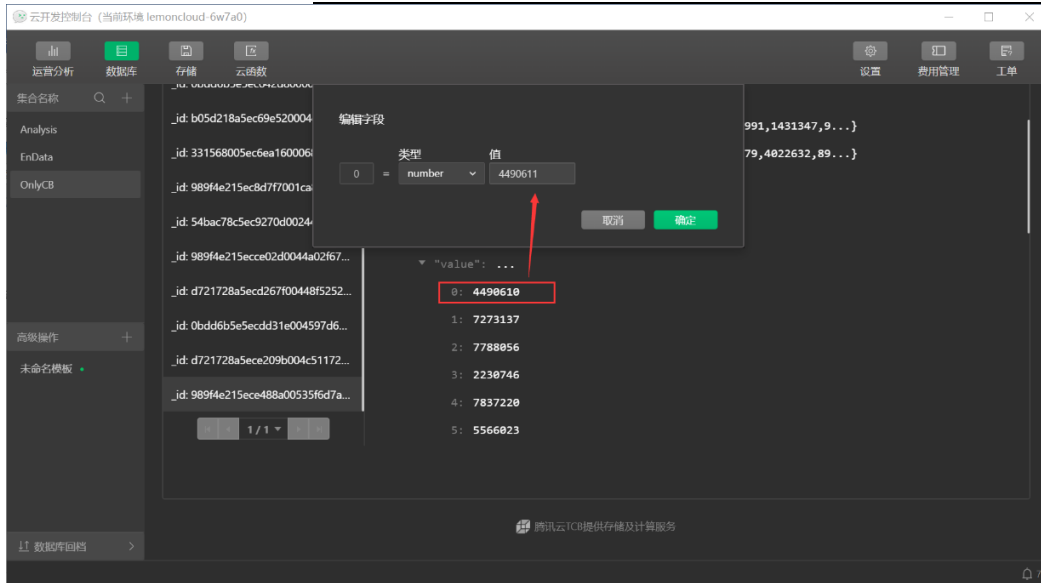 云开发控制台 (当前环境 lemoncloud-6w7a0)
运营分析 数据库 存储 云函数 设置 费用管理 工单
集合名称
Analysis
EnData
OnlyCB
高级操作
未命名模板
数据库回档
_id: b05d218a5ec69e520004
_id: 331568005ec6ea160006
_id: 989f4e215ec8d7f7001ca
_id: 54bac78c5ec9270d0024
_id: 989f4e215ecce02d0044a02f67...
_id: d721728a5ecd267f00448f5252...
_id: 0bdd6b5e5ecdd31e004597d6...
_id: d721728a5ece209b004c51172...
_id: 989f4e215ece488a00535f6d7a...
1 / 1
编辑字段
类型 值
0 = number 4490611
取消 确定
991,1431347,9...}
79,4022632,89...}
"value": ...
0: 4490610
1: 7273137
2: 7788056
3: 2230746
4: 7837220
5: 5566023
腾讯云TCB提供存储及计算服务